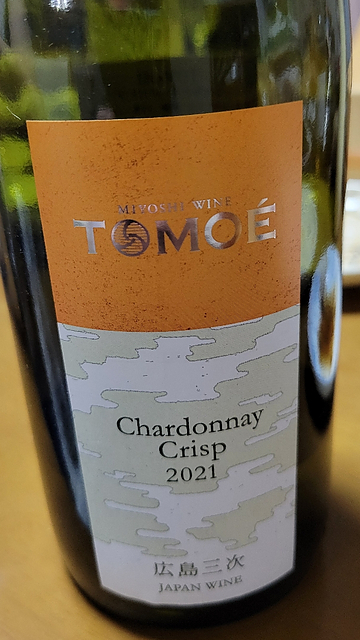 MIYOSHI WINE
TOMOÉ
Chardonnay
Crisp
2021
広島三次
JAPAN WINE